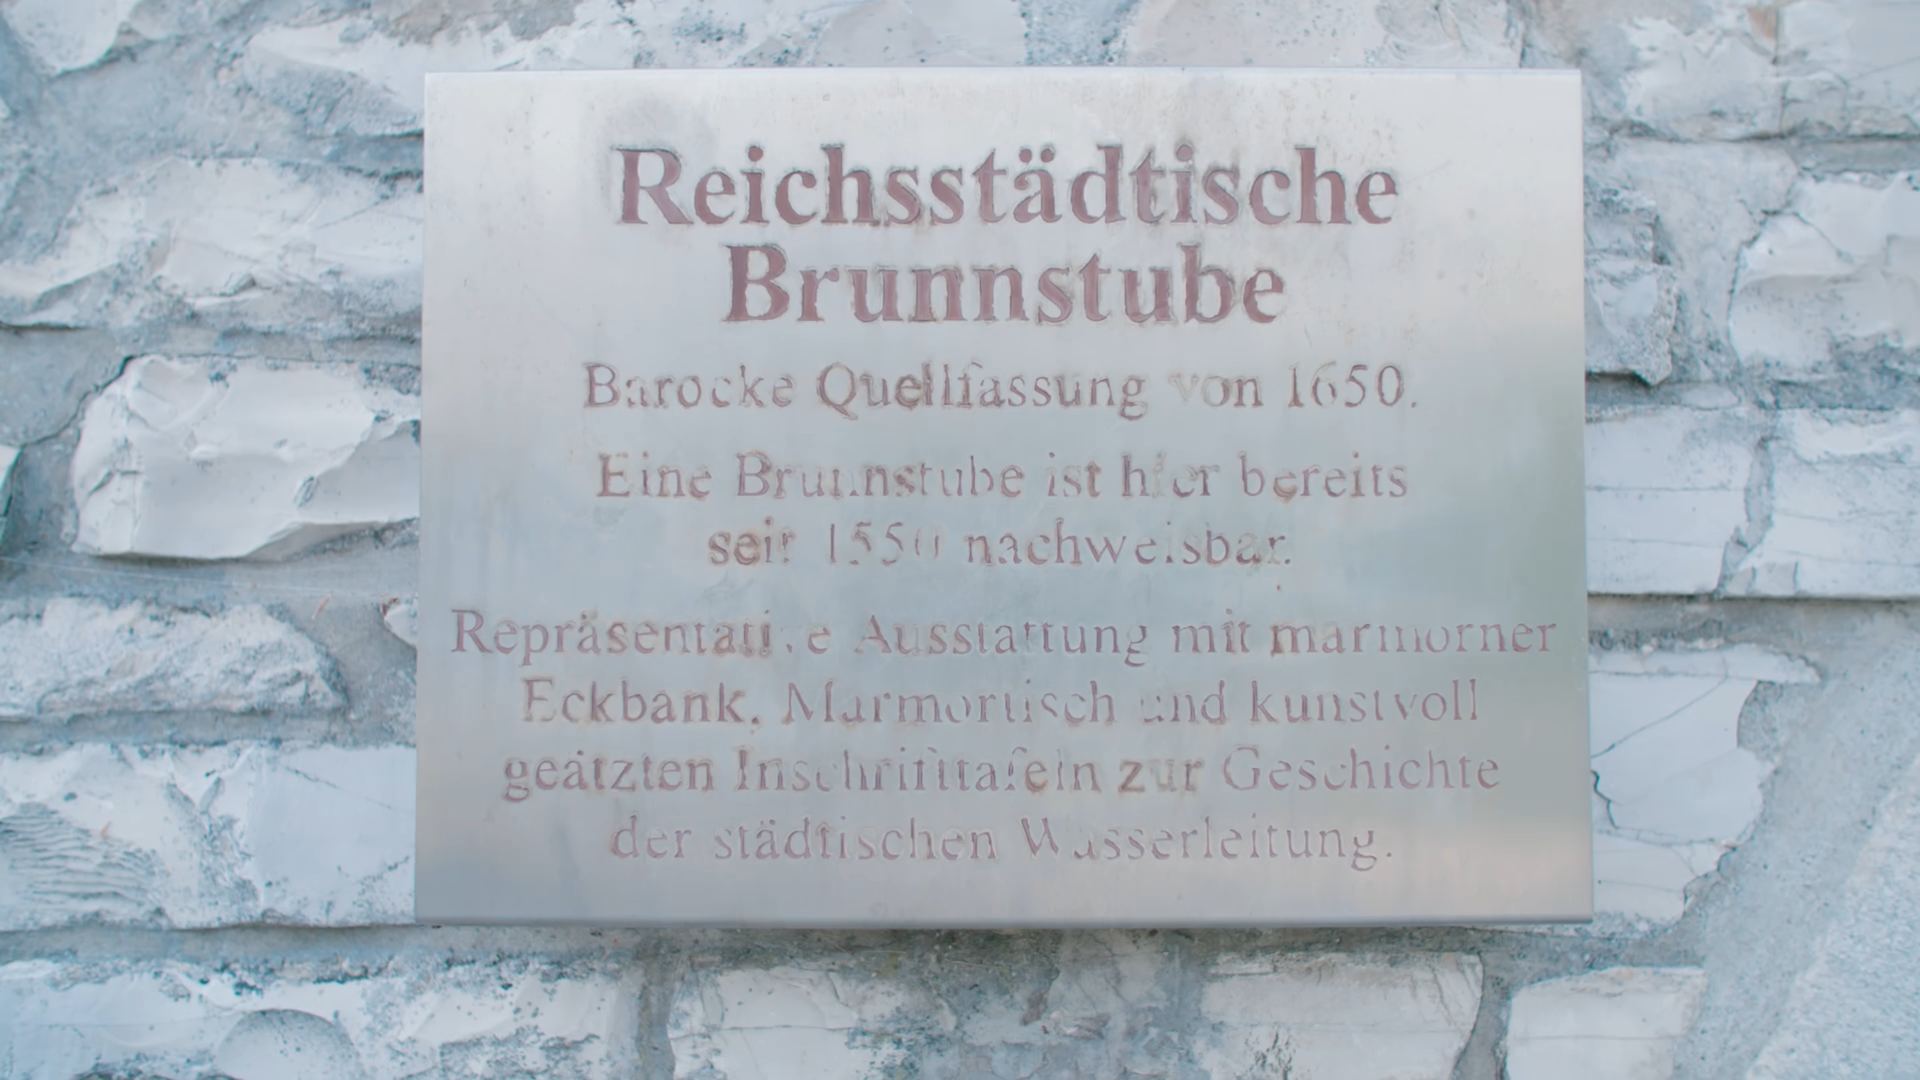 Reichsstädtische
Brunnstube
Barocke Quellfassung von 1650.
Eine Brunnstube ist hier bereits
seit 1550 nachweisbar.
Repräsentative Ausstattung mit marmorner
Eckbank, Marmortisch und kunstvoll
geätzten Inschrifttafeln zur Geschichte
der städtischen Wasserleitung.